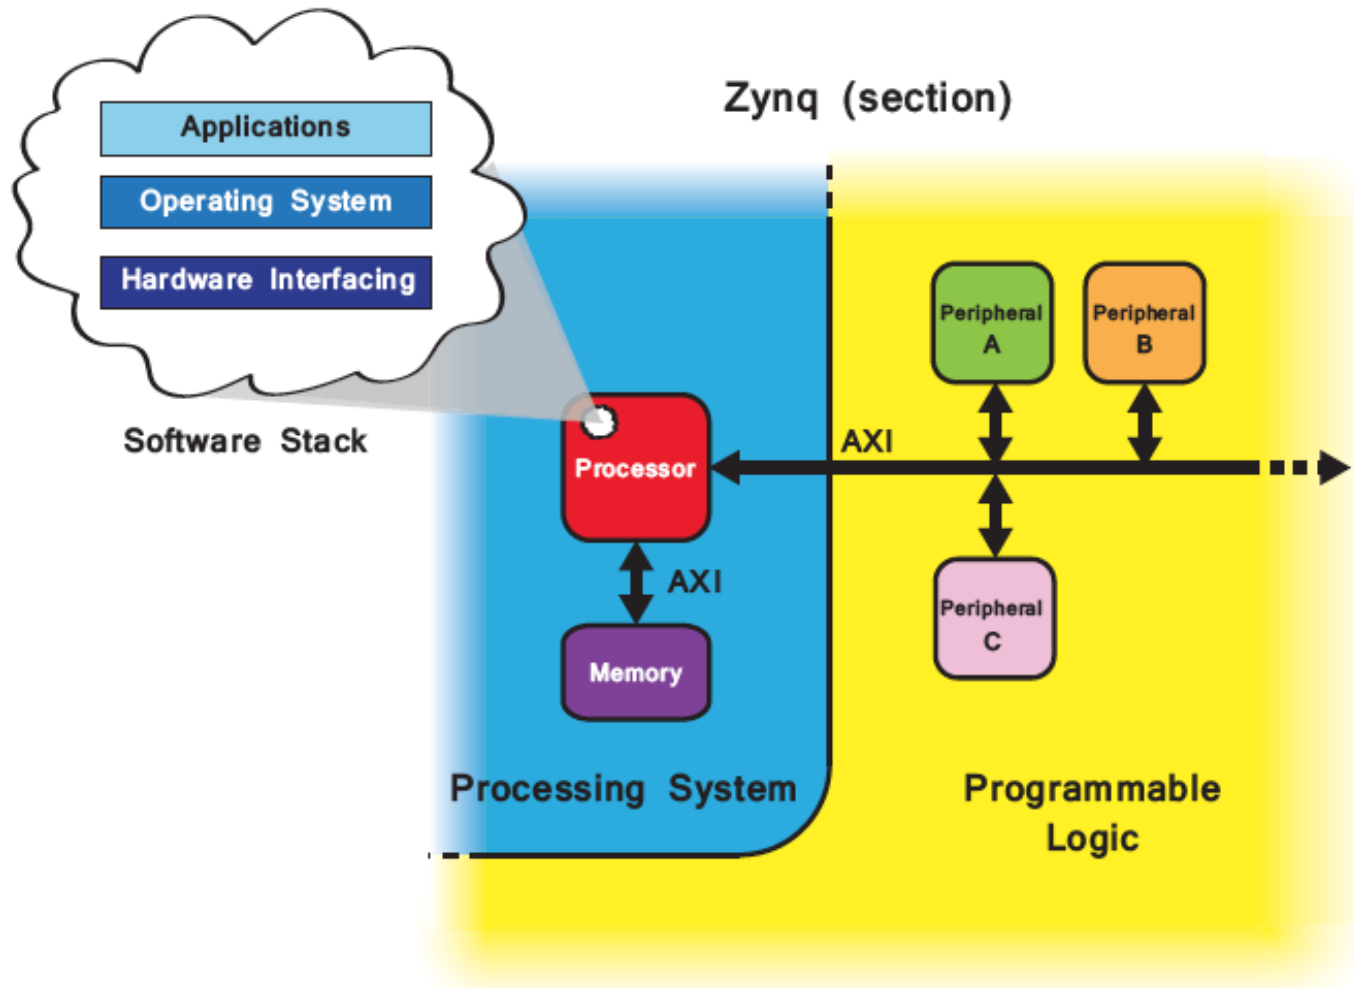 Zynq (section)
Applications
Operating System
Hardware Interfacing
Software Stack
Processor
AXI
Memory
Processing System
AXI
Peripheral
A
Peripheral
B
Peripheral
C
Programmable
Logic